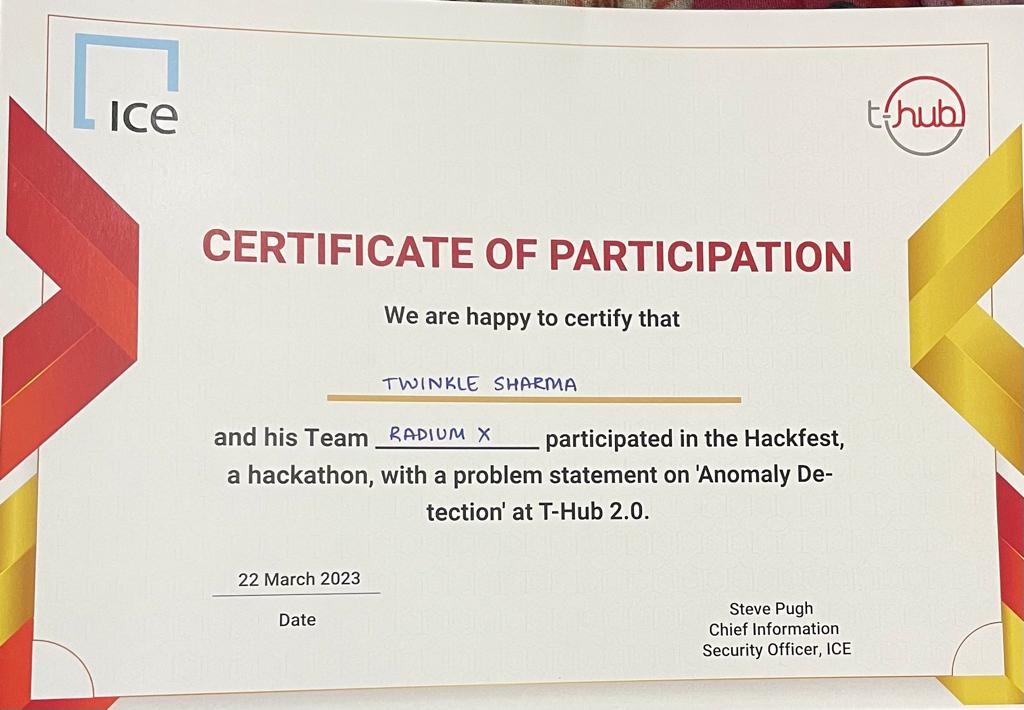 ICE
t-hub
CERTIFICATE OF PARTICIPATION
We are happy to certify that
TWINKLE SHARMA
and his Team RADIUM X participated in the Hackfest,
a hackathon, with a problem statement on 'Anomaly De-
tection' at T-Hub 2.0.
22 March 2023
Date
Steve Pugh
Chief Information
Security Officer, ICE